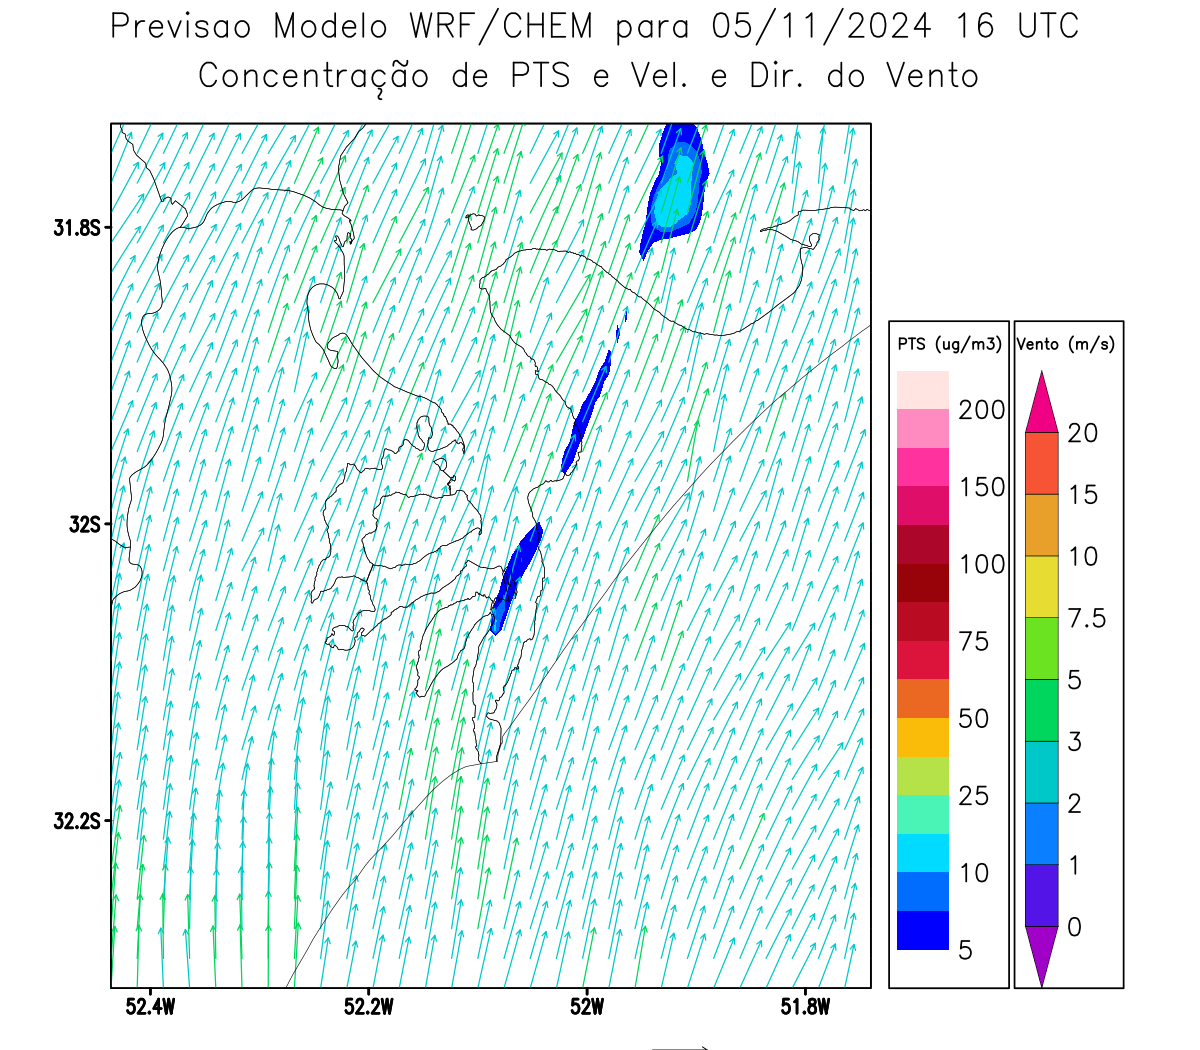 Previsao Modelo WRF/CHEM para 05/11/2024 16 UTC
Concentração de PTS e Vel. e Dir. do Vento
31.8S
32S
32.2S
52.4W 52.2W 52W 51.8W
PTS (ug/m3)
200
150
100
75
50
25
10
5
Vento (m/s)
20
15
10
7.5
5
3
2
1
0